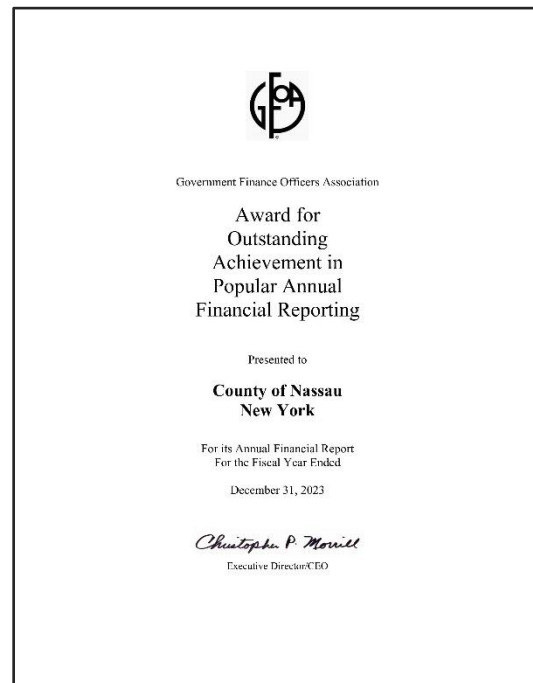 GFOA
Government Finance Officers Association
Award for
Outstanding
Achievement in
Popular Annual
Financial Reporting
Presented to
County of Nassau
New York
For its Annual Financial Report
For the Fiscal Year Ended
December 31, 2023
Christopher P. Morrill
Executive Director/CEO